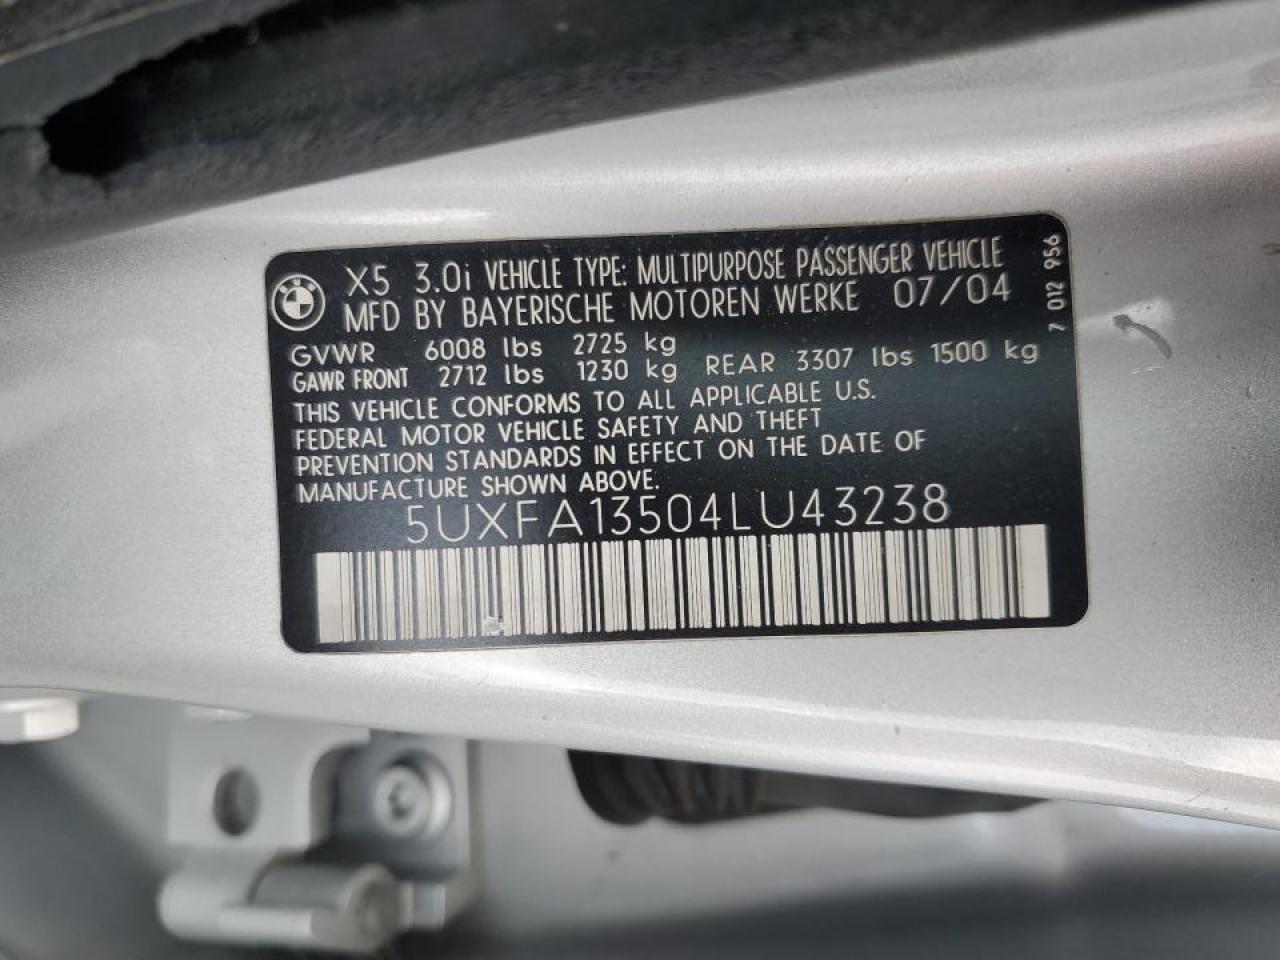 X5 3.0i VEHICLE TYPE: MULTIPURPOSE PASSENGER VEHICLE
MFD BY BAYERISCHE MOTOREN WERKE 07/04
7 012 956
GVWR 6008 lbs 2725 kg
GAWR FRONT 2712 lbs 1230 kg REAR 3307 lbs 1500 kg
THIS VEHICLE CONFORMS TO ALL APPLICABLE U.S.
FEDERAL MOTOR VEHICLE SAFETY AND THEFT
PREVENTION STANDARDS IN EFFECT ON THE DATE OF
MANUFACTURE SHOWN ABOVE.
5UXFA13504LU43238